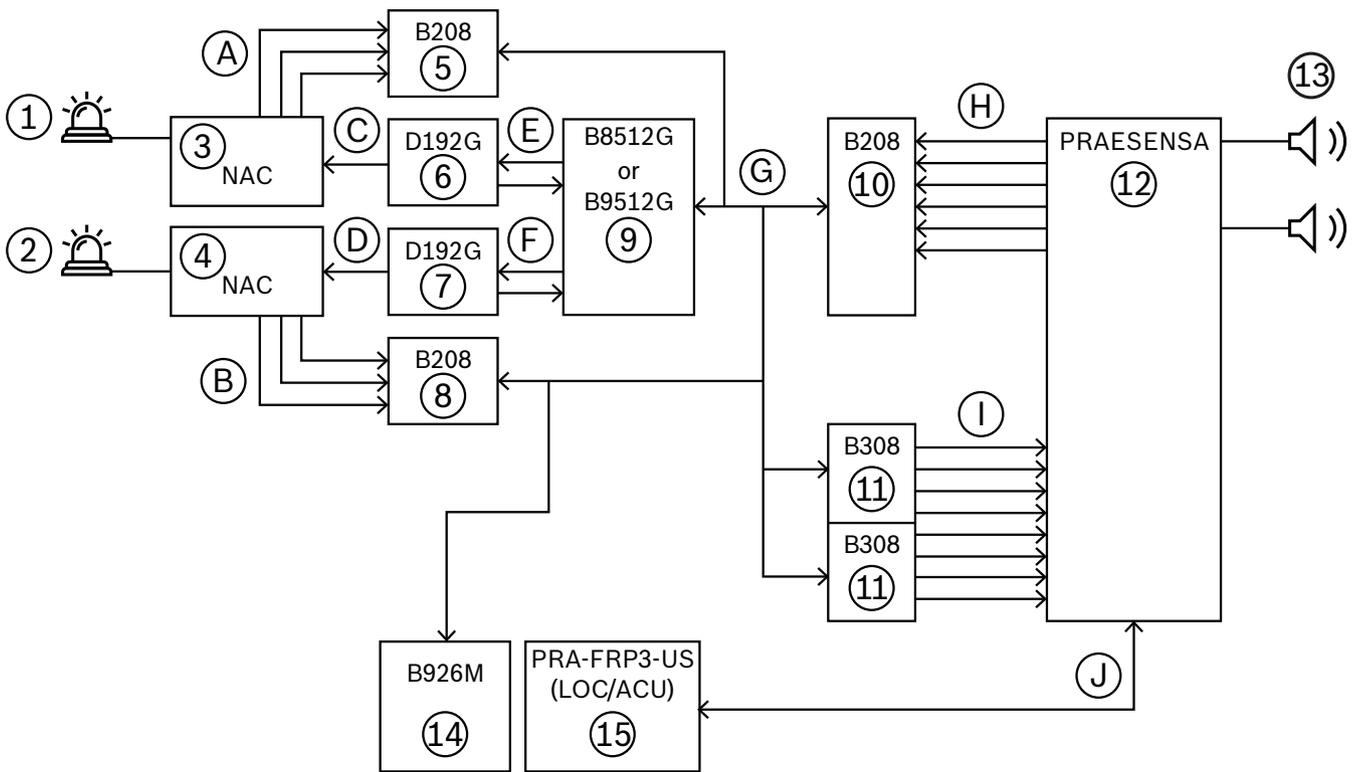 A
B208
5
1
3
NAC
C
D192G
6
E
B8512G
or
B9512G
9
G
B208
10
H
PRAESENSA
12
13
2
4
NAC
D
D192G
7
F
B
B208
8
I
B308
11
B308
11
B926M
14
PRA-FRP3-US
(LOC/ACU)
15
J